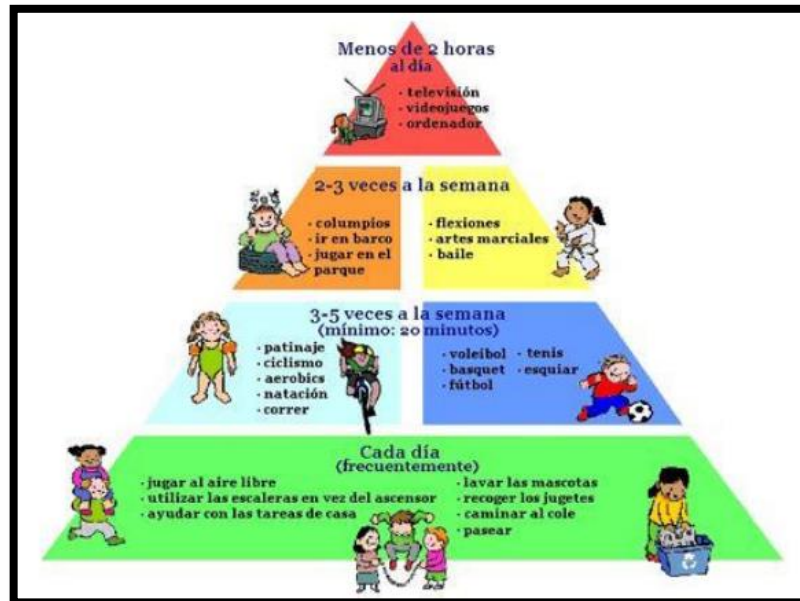 Menos de 2 horas
al día
· televisión
· videojuegos
· ordenador
2-3 veces a la semana
· columpios
· ir en barco
· jugar en el
parque
· flexiones
· artes marciales
· baile
3-5 veces a la semana
(mínimo: 20 minutos)
· patinaje
· ciclismo
· aerobics
· natación
· correr
· voleibol · tenis
· basquet · esquiar
· fútbol
Cada día
(frecuentemente)
· jugar al aire libre
· utilizar las escaleras en vez del ascensor
· ayudar con las tareas de casa
· lavar las mascotas
· recoger los jugetes
· caminar al cole
· pasear